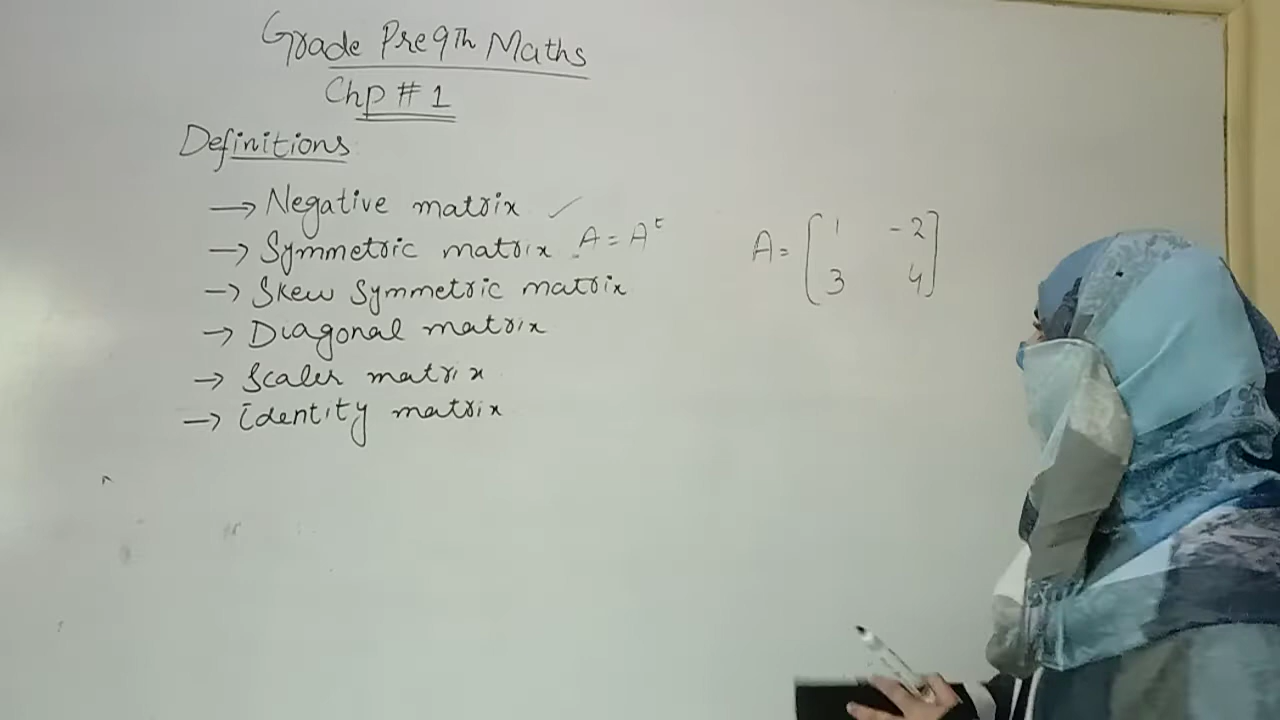 Grade Pre 9Th Maths
Chp # 1
Definitions
→ Negative matrix ✓
→ Symmetric matrix A = Aᵗ
→ Skew Symmetric matrix
→ Diagonal matrix
→ Scaler matrix
→ identity matrix
A = [1 -2
3 4]